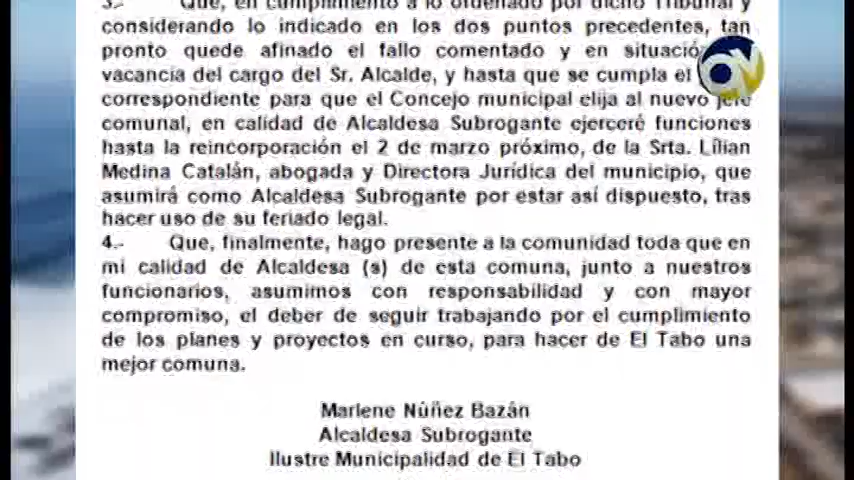 3.- Que, en cumplimiento a lo ordenado por dicho Tribunal y
considerando lo indicado en los dos puntos precedentes, tan
pronto quede afinado el fallo comentado y en situació
vacancia del cargo del Sr. Alcalde, y hasta que se cumpla el
correspondiente para que el Concejo municipal elija al nuevo jefe
comunal, en calidad de Alcaldesa Subrogante ejerceré funciones
hasta la reincorporación el 2 de marzo próximo, de la Srta. Lilian
Medina Catalán, abogada y Directora Jurídica del municipio, que
asumirá como Alcaldesa Subrogante por estar así dispuesto, tras
hacer uso de su feriado legal.
4.- Que, finalmente, hago presente a la comunidad toda que en
mi calidad de Alcaldesa (s) de esta comuna, junto a nuestros
funcionarios, asumimos con responsabilidad y con mayor
compromiso, el deber de seguir trabajando por el cumplimiento
de los planes y proyectos en curso, para hacer de El Tabo una
mejor comuna.
Marlene Núñez Bazán
Alcaldesa Subrogante
Ilustre Municipalidad de El Tabo